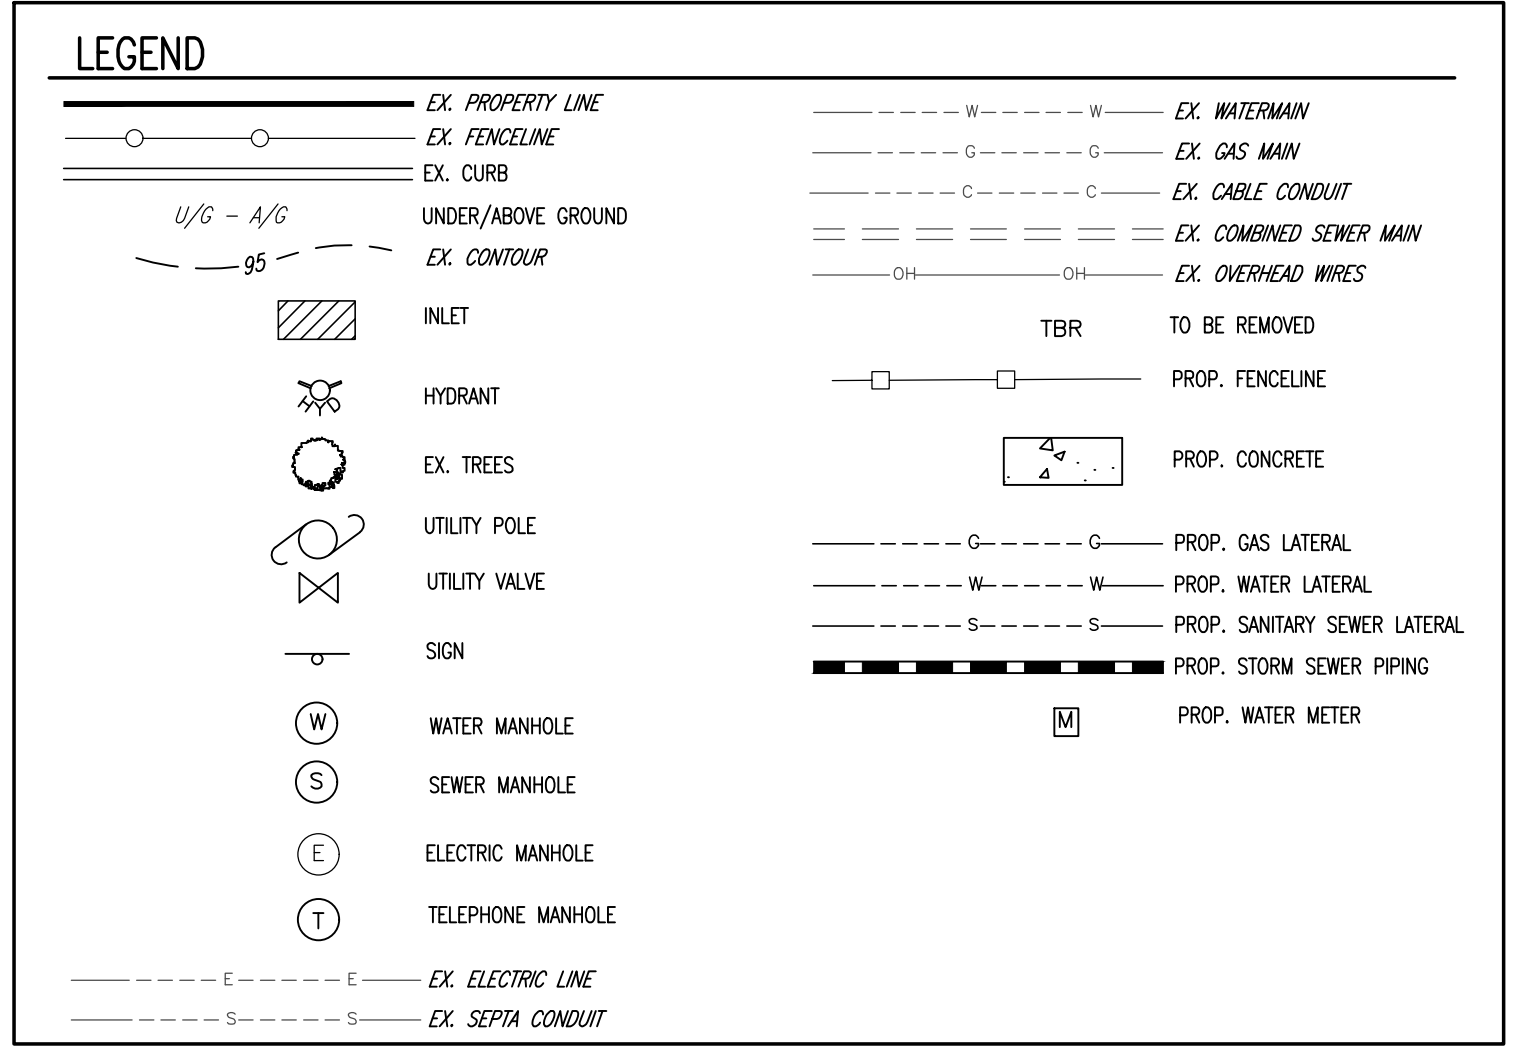 LEGEND
EX. PROPERTY LINE
EX. FENCELINE
EX. CURB
U/G - A/G UNDER/ABOVE GROUND
95 EX. CONTOUR
INLET
HYD HYDRANT
EX. TREES
UTILITY POLE
UTILITY VALVE
SIGN
W WATER MANHOLE
S SEWER MANHOLE
E ELECTRIC MANHOLE
T TELEPHONE MANHOLE
E E EX. ELECTRIC LINE
S S EX. SEPTA CONDUIT
W W EX. WATERMAIN
G G EX. GAS MAIN
C C EX. CABLE CONDUIT
EX. COMBINED SEWER MAIN
OH OH EX. OVERHEAD WIRES
TBR TO BE REMOVED
PROP. FENCELINE
PROP. CONCRETE
G G PROP. GAS LATERAL
W W PROP. WATER LATERAL
S S PROP. SANITARY SEWER LATERAL
PROP. STORM SEWER PIPING
M PROP. WATER METER